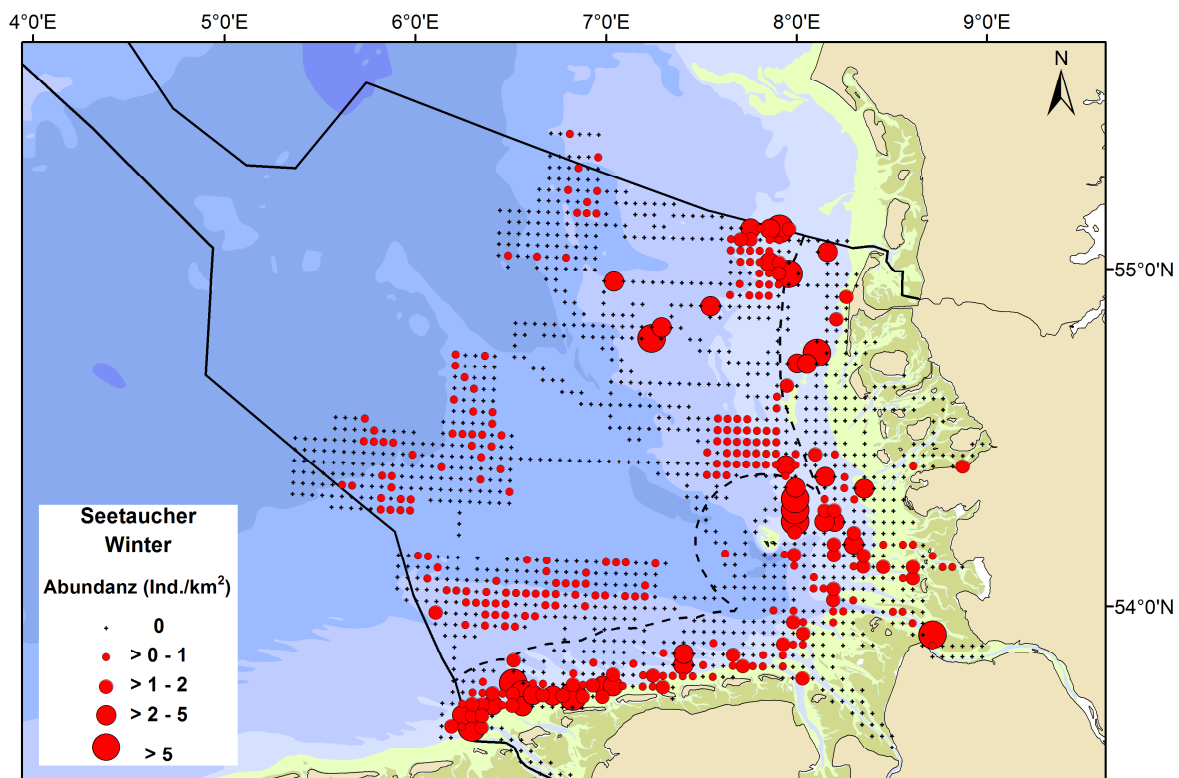 4°0'E 5°0'E 6°0'E 7°0'E 8°0'E 9°0'E
N
55°0'N
54°0'N
Seetaucher
Winter
Abundanz (Ind./km²)
0
> 0 - 1
> 1 - 2
> 2 - 5
> 5